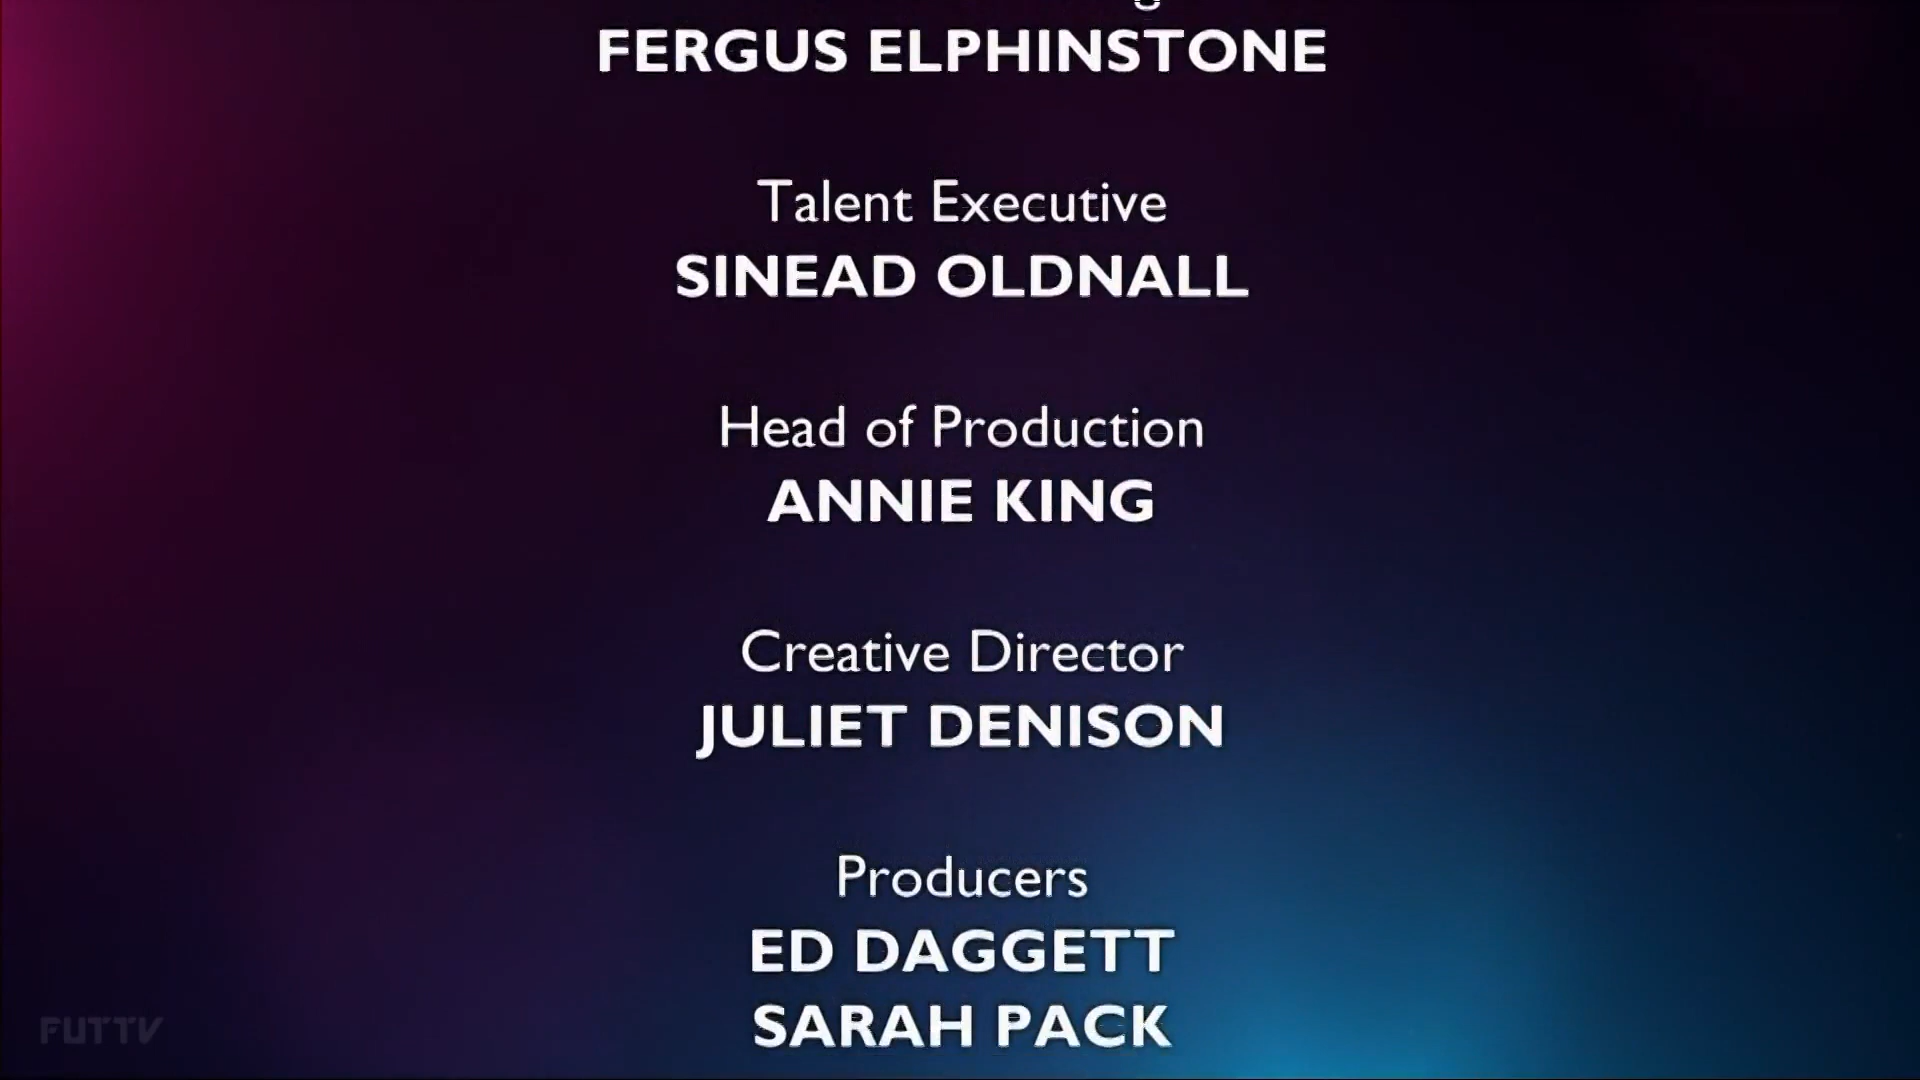 FERGUS ELPHINSTONE
Talent Executive
SINEAD OLDNALL
Head of Production
ANNIE KING
Creative Director
JULIET DENISON
Producers
ED DAGGETT
SARAH PACK
FUTTV